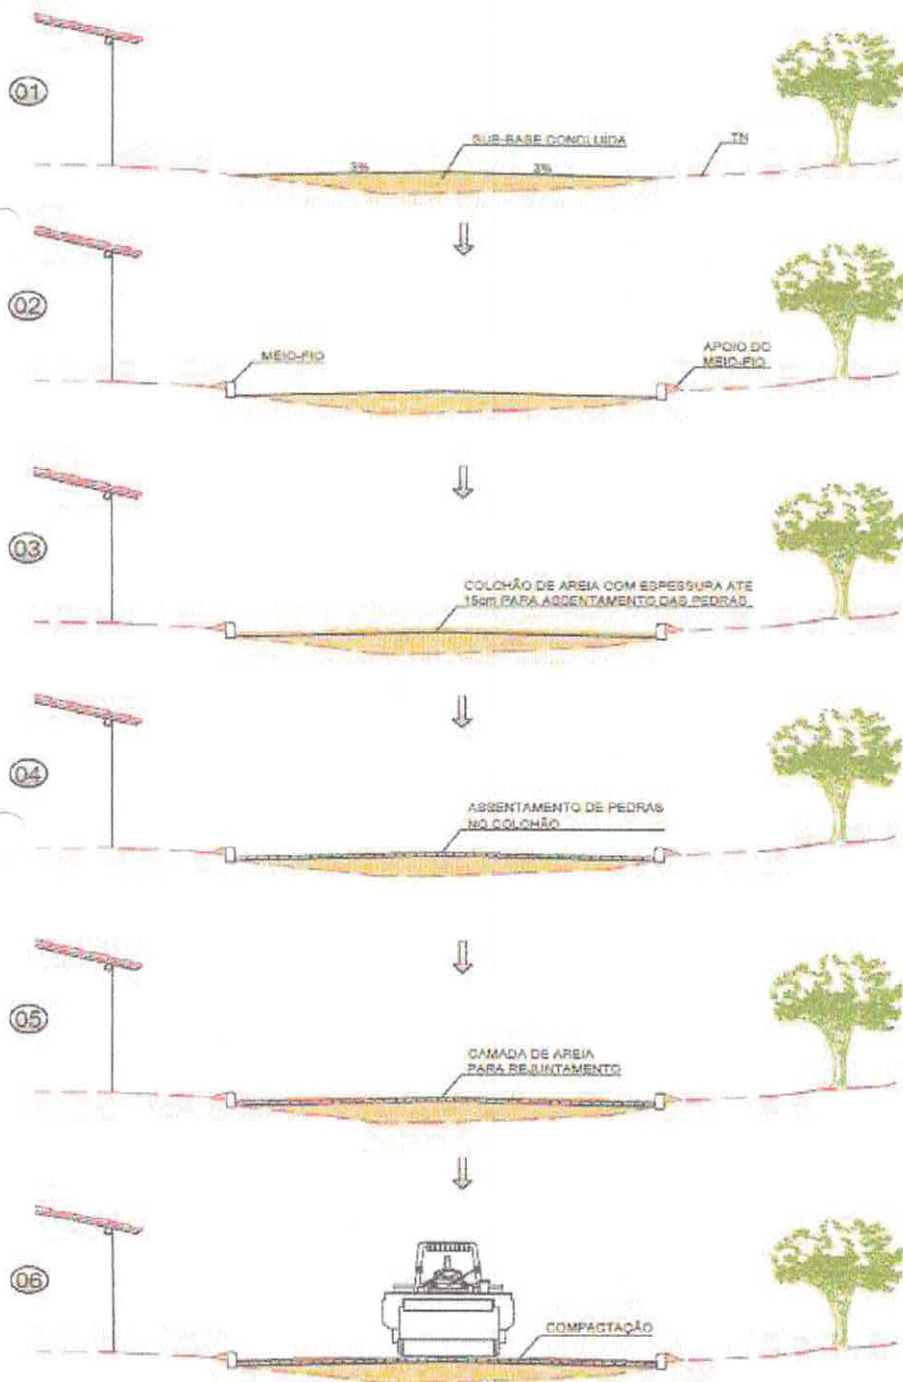 01
SUB-BASE CONCLUÍDA
TN
3%
3%
02
MEIO-FIO
APOIO DO
MEIO-FIO
03
COLCHÃO DE AREIA COM ESPESSURA ATE
15cm PARA ASSENTAMENTO DAS PEDRAS
04
ASSENTAMENTO DE PEDRAS
NO COLCHÃO
05
CAMADA DE AREIA
PARA REJUNTAMENTO
06
COMPACTAÇÃO